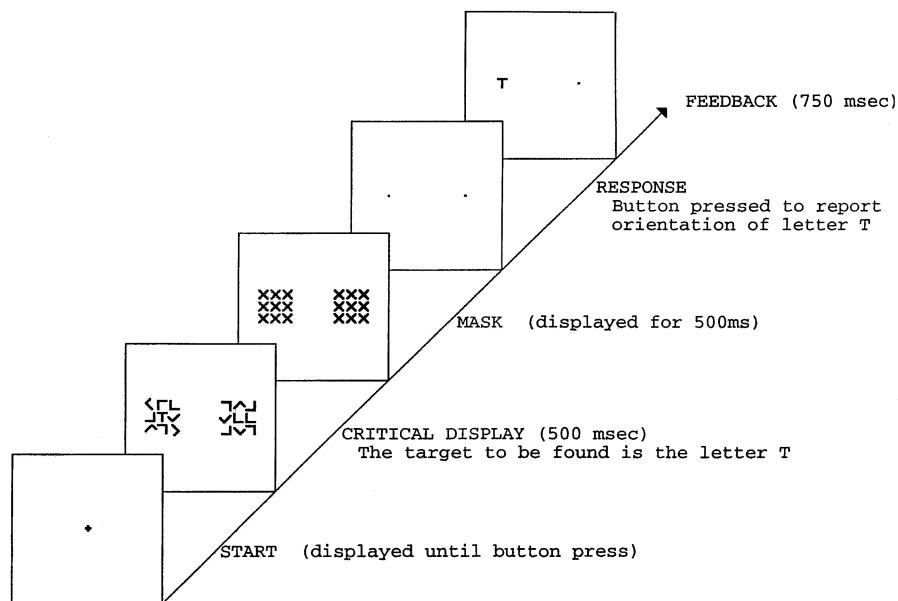 T
FEEDBACK (750 msec)
RESPONSE
Button pressed to report
orientation of letter T
XXX XXX
XXX XXX
XXX XXX
MASK (displayed for 500ms)
CRITICAL DISPLAY (500 msec)
The target to be found is the letter T
START (displayed until button press)